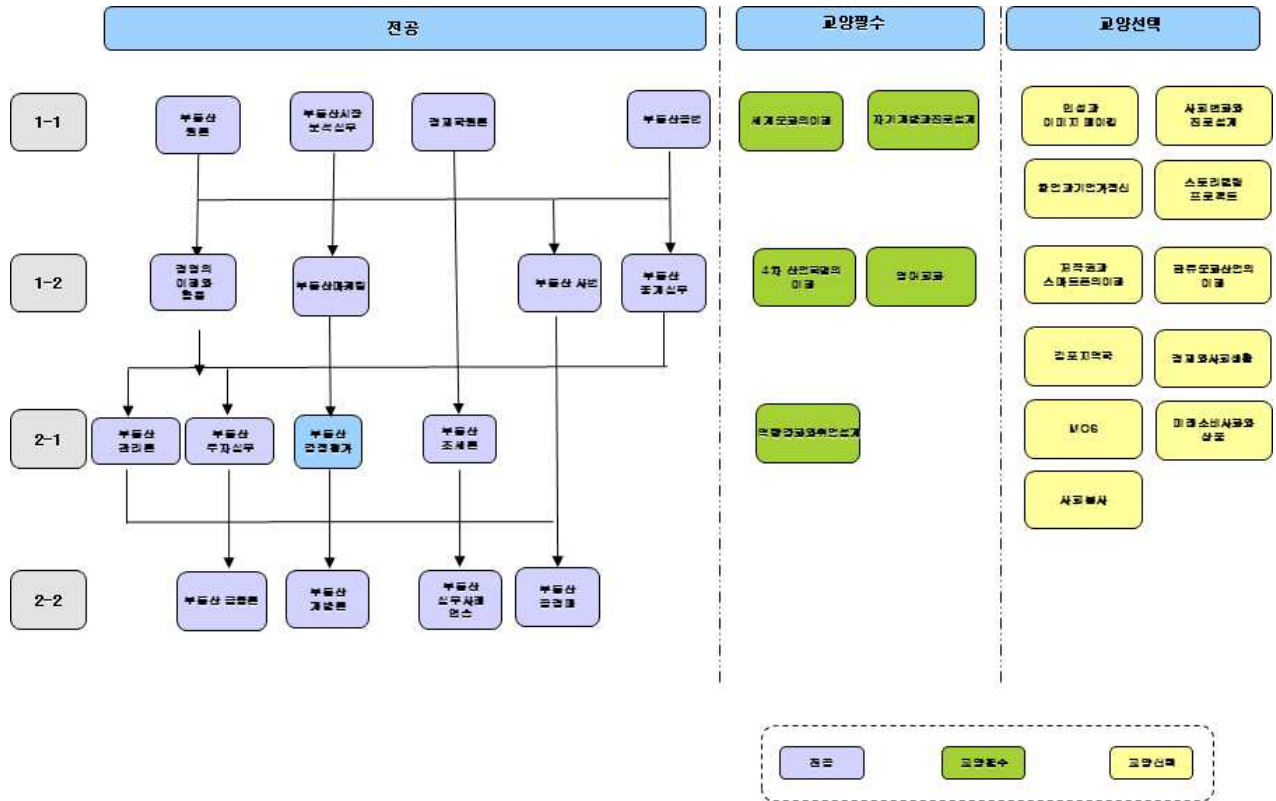 전공
교양필수
교양선택
1-1
부동산
원론
부동산시장
분석실무
경제학원론
부동산공법
세계문화의이해
자기개발과진로설계
인성과
이미지 메이킹
사회변화와
진로설계
창업과기업가정신
스토리텔링
프로젝트
1-2
경영의
이해와
활용
부동산마케팅
부동산 사법
부동산
중개실무
4차 산업혁명의
이해
영어회화
저작권과
스마트폰의이해
한류문화산업의
이해
김포지역학
경제와사회생활
2-1
부동산
관리론
부동산
투자실무
부동산
감정평가
부동산
조세론
역량강화와취업설계
MOS
미래소비사회와
상품
사회봉사
2-2
부동산 금융론
부동산
개발론
부동산
실무사례
부동산
공경매
전공
교양필수
교양선택